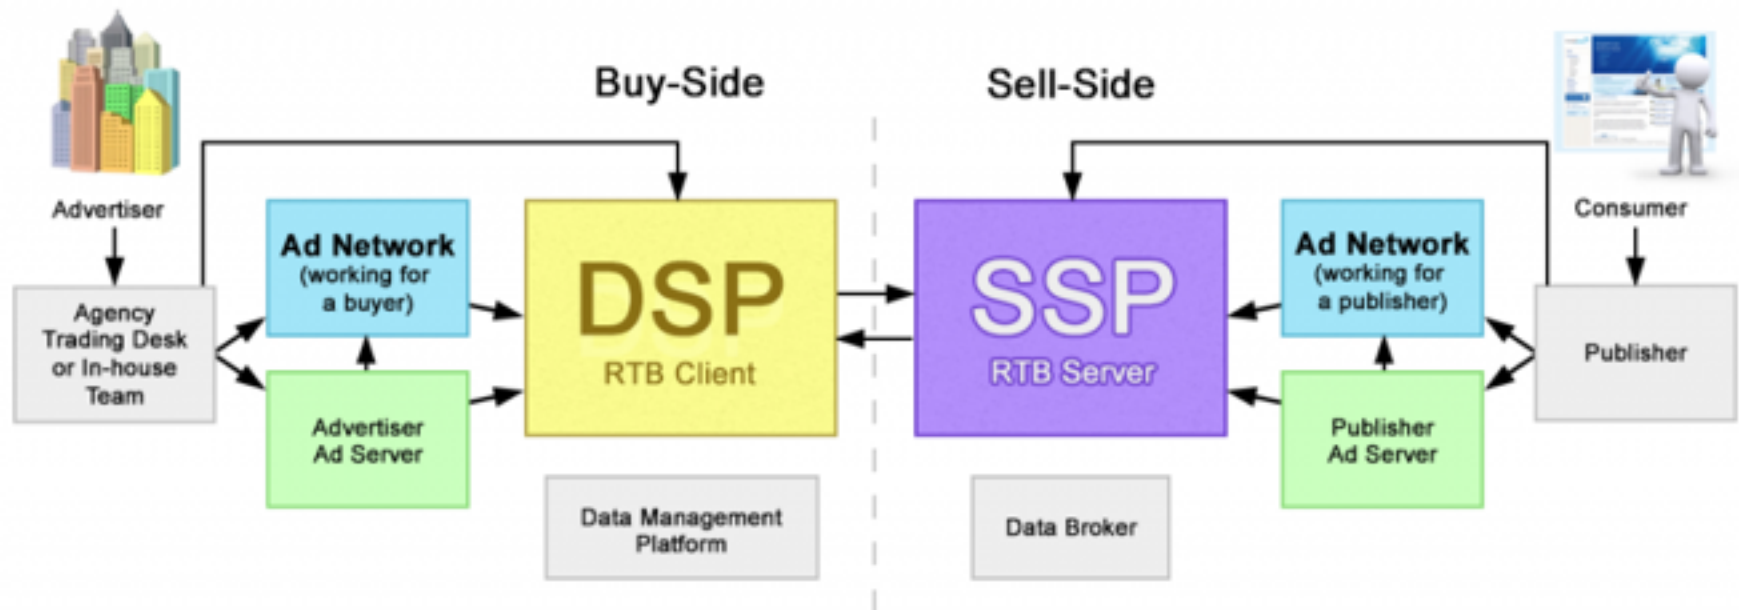 Buy-Side
Sell-Side
Advertiser
Consumer
Agency
Trading Desk
or In-house
Team
Ad Network
(working for
a buyer)
Advertiser
Ad Server
DSP
RTB Client
Data Management
Platform
SSP
RTB Server
Data Broker
Ad Network
(working for
a publisher)
Publisher
Ad Server
Publisher